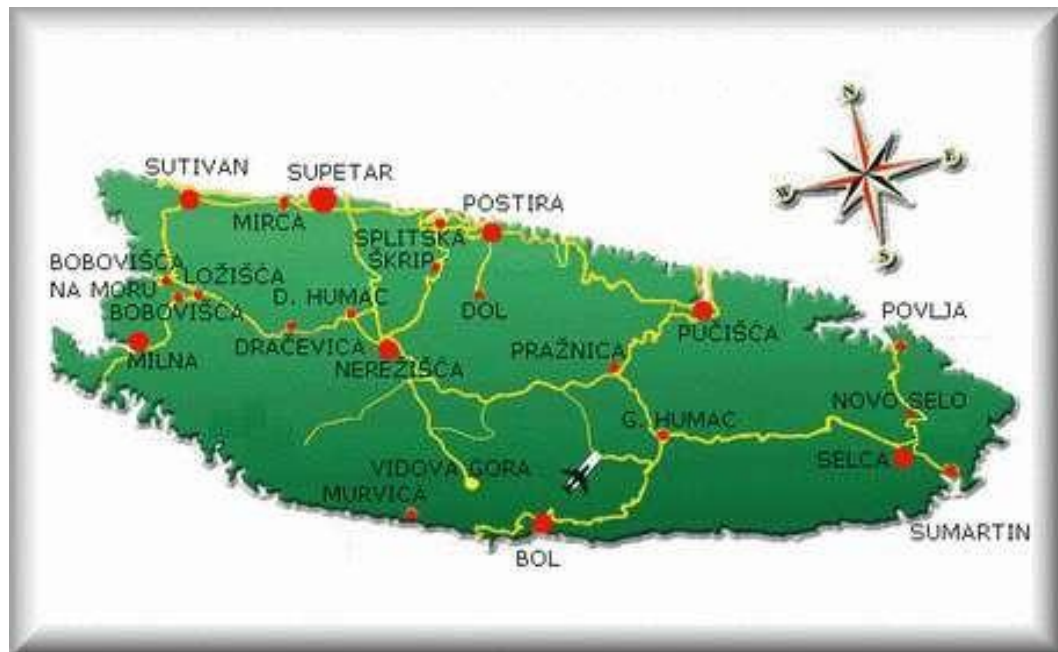 SUTIVAN
SUPETAR
MIRCA
POSTIRA
SPLITSKA
ŠKRIP
BOBOVIŠĆA
NA MORU
LOŽIŠĆA
BOBOVIŠĆA
D. HUMAC
DOL
POVLJA
PUČIŠĆA
DRAČEVICA
MILNA
NEREŽIŠĆA
PRAŽNICA
NOVO SELO
G. HUMAC
SELCA
VIDOVA GORA
MURVICA
SUMARTIN
BOL
N
E
W
S